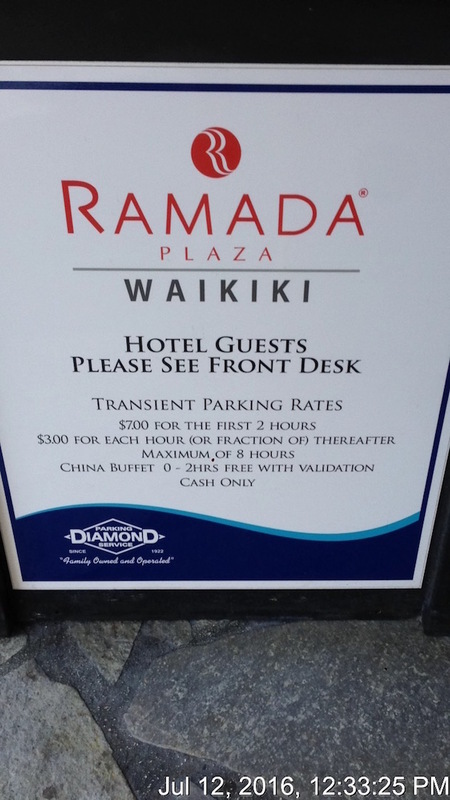 RAMADA®
PLAZA
WAIKIKI
HOTEL GUESTS
PLEASE SEE FRONT DESK
TRANSIENT PARKING RATES
$7.00 FOR THE FIRST 2 HOURS
$3.00 FOR EACH HOUR (OR FRACTION OF) THEREAFTER
MAXIMUM OF 8 HOURS
CHINA BUFFET 0 - 2HRS FREE WITH VALIDATION
CASH ONLY
PARKING
DIAMOND
SERVICE
SINCE 1922
"Family Owned and Operated"
Jul 12, 2016, 12:33:25 PM